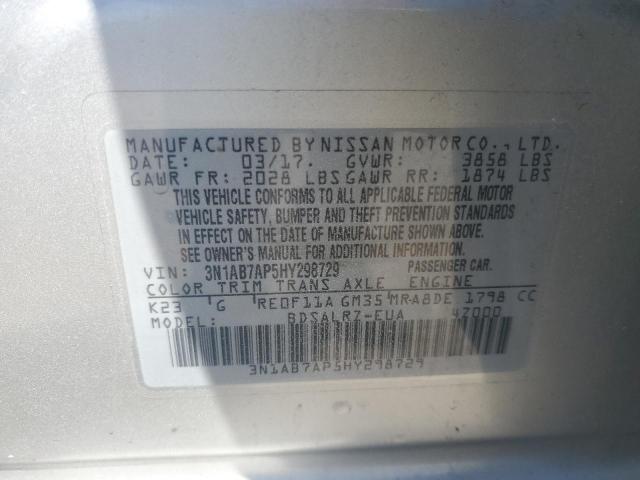 MANUFACTURED BY NISSAN MOTOR CO., LTD.
DATE: 03/17. GVWR: 3858 LBS
GAWR FR: 2028 LBS GAWR RR: 1874 LBS
THIS VEHICLE CONFORMS TO ALL APPLICABLE FEDERAL MOTOR
VEHICLE SAFETY, BUMPER AND THEFT PREVENTION STANDARDS
IN EFFECT ON THE DATE OF MANUFACTURE SHOWN ABOVE.
SEE OWNER'S MANUAL FOR ADDITIONAL INFORMATION.
VIN: 3N1AB7AP5HY298729 PASSENGER CAR.
COLOR TRIM TRANS AXLE ENGINE
K23 G RE0F11A GM35 MRA8DE 1798 CC
MODEL: BDSALRZ-EUA 4Z000
3N1AB7AP5HY298729